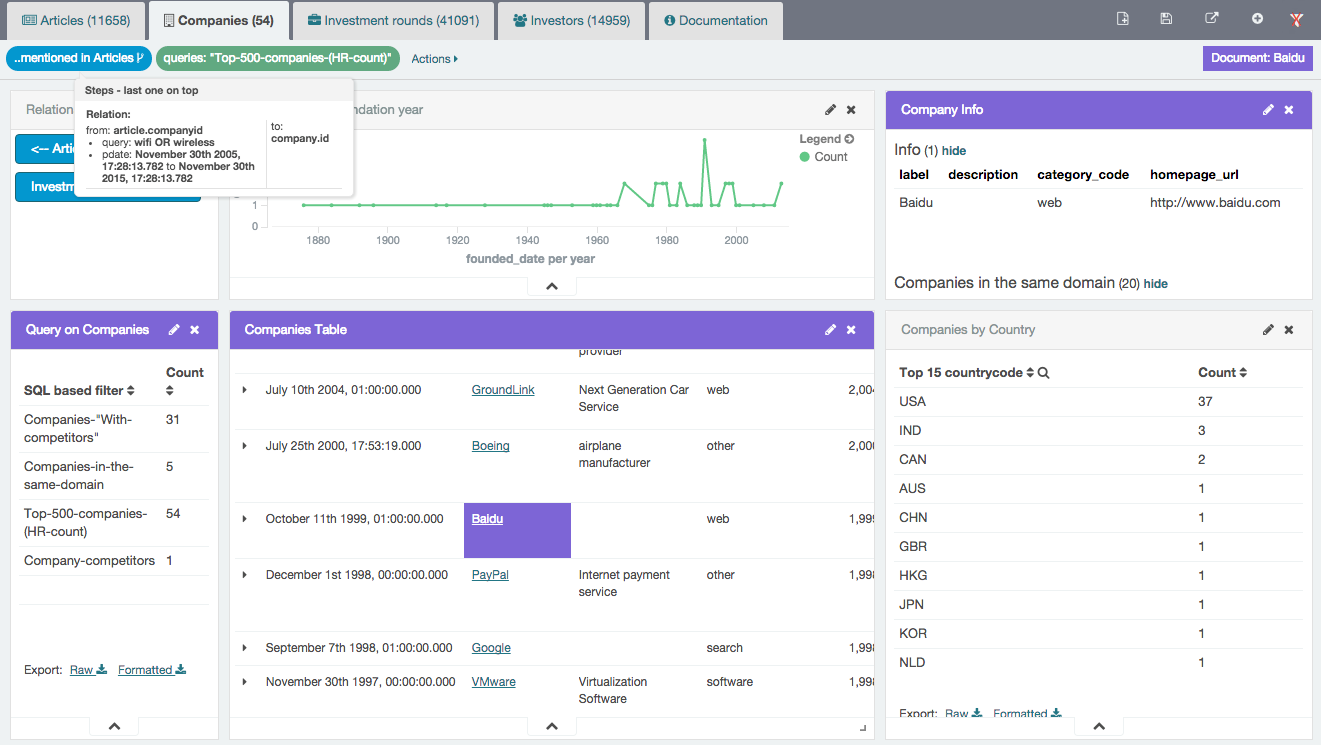 Articles (11658)
Companies (54)
Investment rounds (41091)
Investors (14959)
Documentation
..mentioned in Articles
queries: "Top-500-companies-(HR-count)"
Actions
Document: Baidu
Steps - last one on top
Relation:
from: article.companyid
query: wifi OR wireless
pdate: November 30th 2005,
17:28:13.782 to November 30th
2015, 17:28:13.782
to:
company.id
Relation
<-- Artic
Investm
ndation year
Legend
Count
1
0
1880 1900 1920 1940 1960 1980 2000
founded_date per year
Company Info
Info (1) hide
label description category_code homepage_url
Baidu web http://www.baidu.com
Companies in the same domain (20) hide
Query on Companies
SQL based filter Count
Companies-"With-
competitors" 31
Companies-in-the-
same-domain 5
Top-500-companies-
(HR-count) 54
Company-competitors 1
Export: Raw Formatted
Companies Table
provider
July 10th 2004, 01:00:00.000 GroundLink Next Generation Car web 2,004
Service
July 25th 2000, 17:53:19.000 Boeing airplane other 2,000
manufacturer
October 11th 1999, 01:00:00.000 Baidu web 1,999
December 1st 1998, 00:00:00.000 PayPal Internet payment other 1,998
service
September 7th 1998, 01:00:00.000 Google search 1,998
November 30th 1997, 00:00:00.000 VMware Virtualization software 1,998
Software
Companies by Country
Top 15 countrycode Count
USA 37
IND 3
CAN 2
AUS 1
CHN 1
GBR 1
HKG 1
JPN 1
KOR 1
NLD 1
Export: Raw Formatted